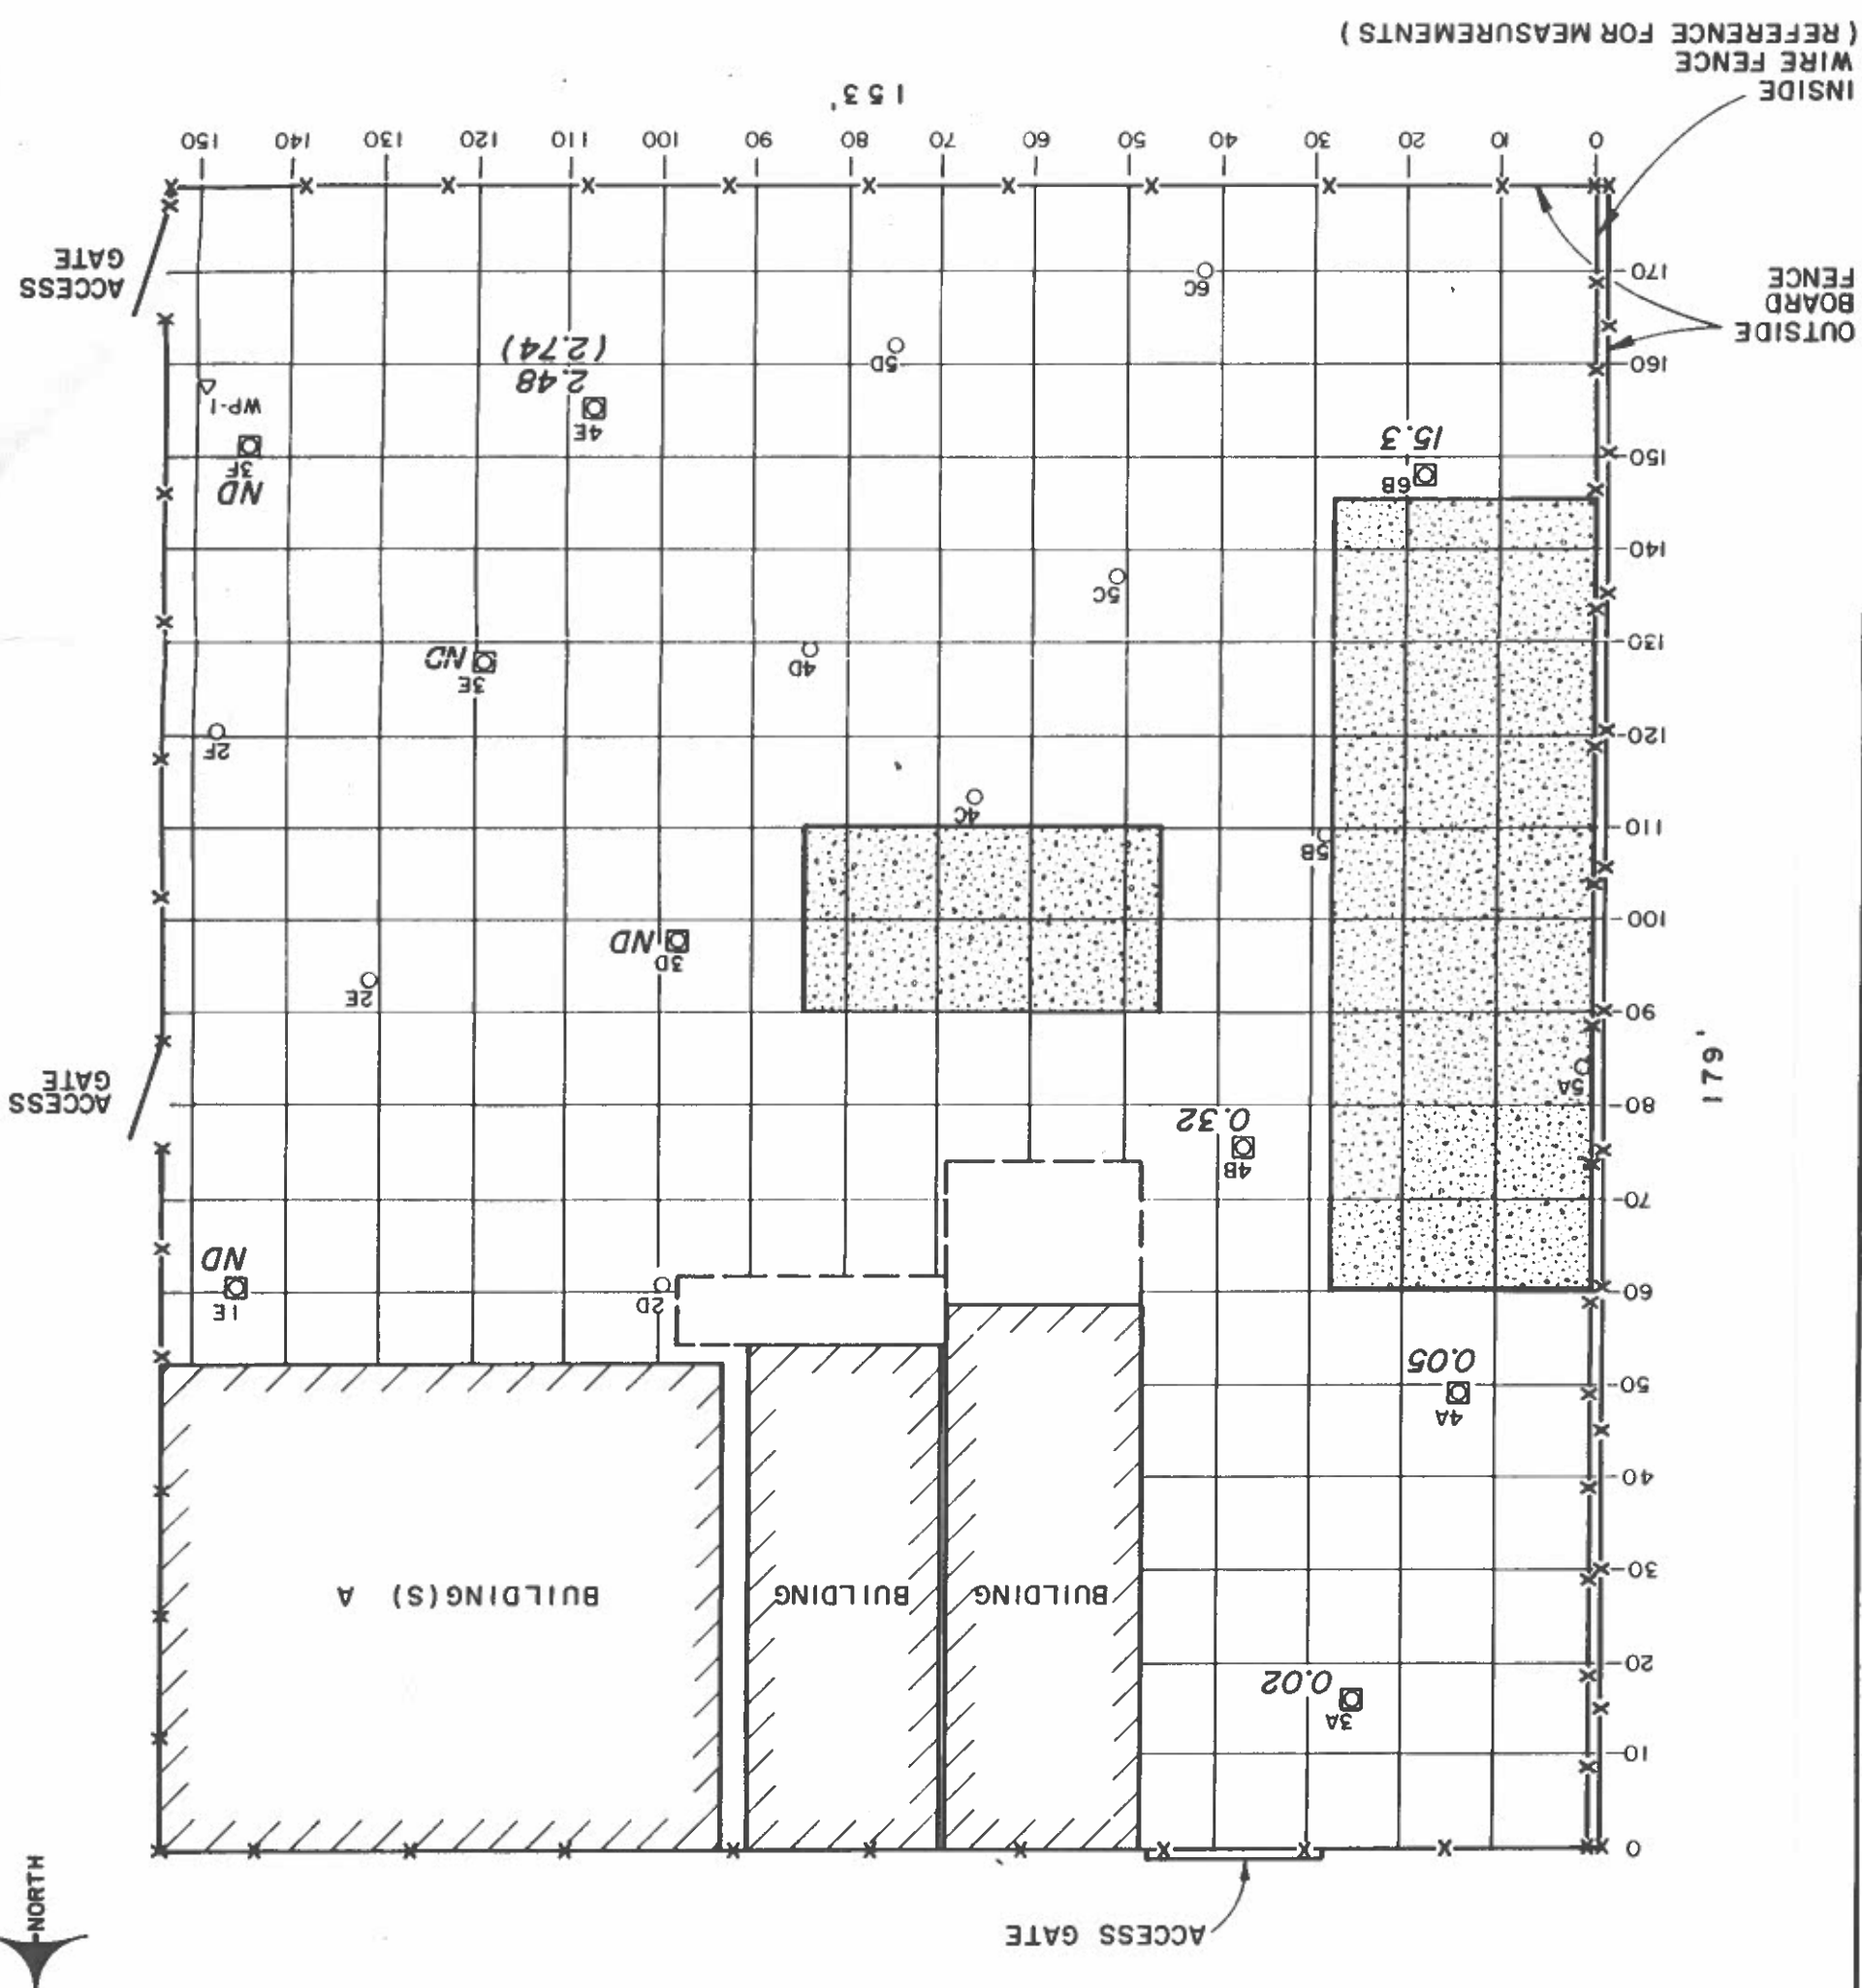 ( REFERENCE FOR MEASUREMENTS )
WIRE FENCE
INSIDE
153'
0 10 20 30 40 50 60 70 80 90 100 110 120 130 140 150
OUTSIDE
BOARD
FENCE
ACCESS
GATE
ACCESS
GATE
170
160
150
140
130
120
110
100
90
80
70
60
50
40
30
20
10
0
179'
6C
5D
(2.74)
2.48
4E
WP-1
3F
ND
15.3
6B
5C
4D
3E
ND
2F
4C
5B
3D
ND
2E
5A
0.32
4B
ND
1E
2D
0.05
4A
0.02
3A
BUILDING
BUILDING
BUILDING(S) A
ACCESS GATE
NORTH